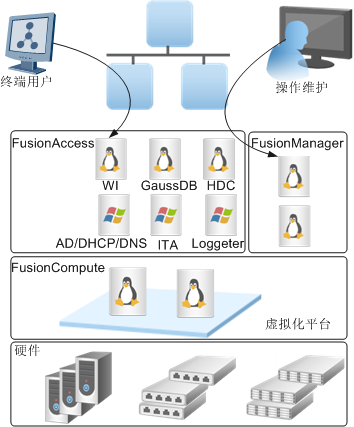 终端用户
操作维护
FusionAccess
FusionManager
WI GaussDB HDC
AD/DHCP/DNS ITA Loggeter
FusionCompute
虚拟化平台
硬件